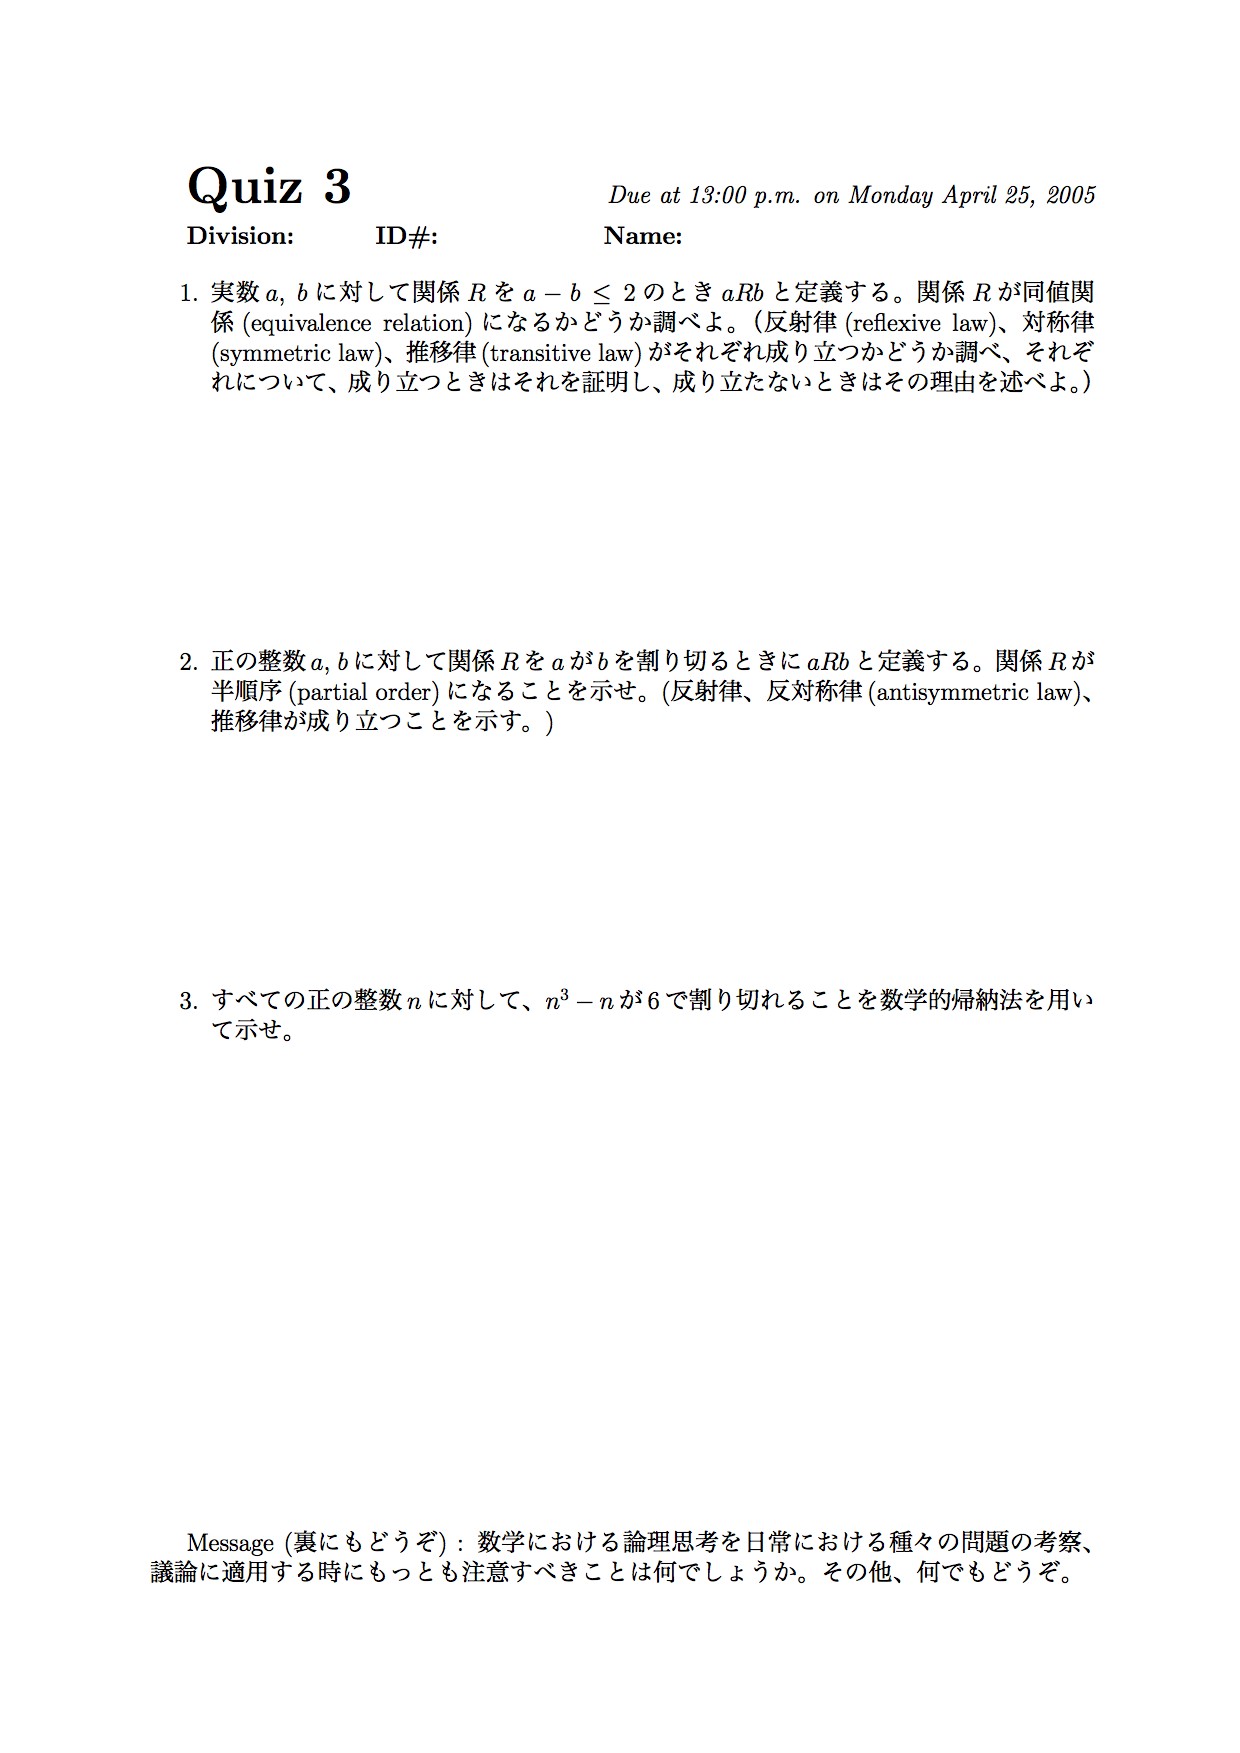 Quiz 3 Due at 13:00 p.m. on Monday April 25, 2005
Division: ID#: Name:
1. 実数 a, b に対して関係 R を a − b ≤ 2 のとき aRb と定義する。関係 R が同値関
係 (equivalence relation) になるかどうか調べよ。（反射律 (reflexive law)、対称律
(symmetric law)、推移律 (transitive law) がそれぞれ成り立つかどうか調べ、それぞ
れについて、成り立つときはそれを証明し、成り立たないときはその理由を述べよ。）
2. 正の整数 a, b に対して関係 R を a が b を割り切るときに aRb と定義する。関係 R が
半順序 (partial order) になることを示せ。(反射律、反対称律 (antisymmetric law)、
推移律が成り立つことを示す。)
3. すべての正の整数 n に対して、n³ − n が 6 で割り切れることを数学的帰納法を用い
て示せ。
Message (裏にもどうぞ) : 数学における論理思考を日常における種々の問題の考察、
議論に適用する時にもっとも注意すべきことは何でしょうか。その他、何でもどうぞ。